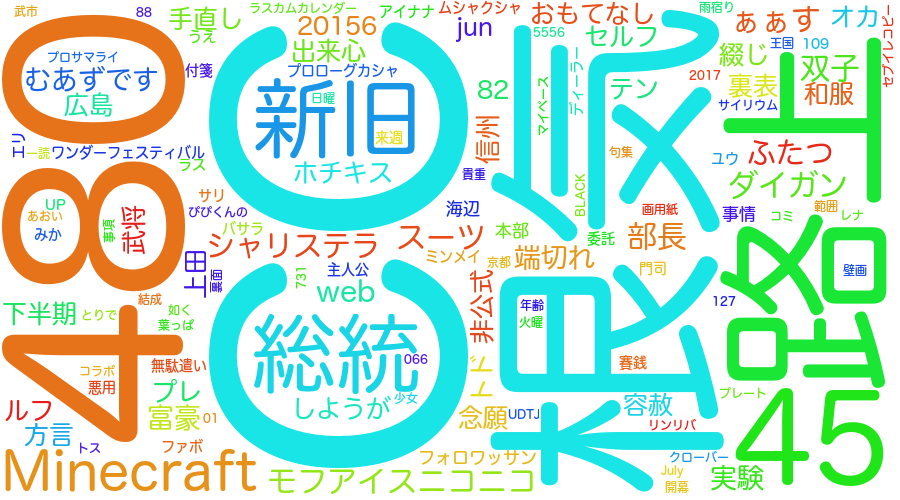 武市
88
ラスカムカレンダー
アイナナ
ムシャクシャ
雨宿り
手直し
うえ
20156
jun
おもてなし
ぁぁす
オカ
セブイレコピー
プロサマライ
むあずです
付箋
出来心
プロローグカシャ
5556
セルフ
王国
109
綴じ
双子
広島
新旧
日曜
来週
82
マイペース
ディーラー
テン
2017
裏表
和服
サイリウム
480
エリ
一読
ワンダーフェスティバル
ラス
ホチキス
信州
貴重
句集
ユウ
ふたつ
ダイガン
UP
あおい
みか
事項
武将
サリ
ぴぴくんの
バサラ
海辺
BLACK
画用紙
事情
コミ
範囲
レナ
シャリステラ
スーツ
本部
委託
部長
上田
裏面
731
主人公
ミンメイ
京都
端切れ
門司
壁画
web
非公式
年齢
火曜
127
下半期
とりで
結成
如く
葉っぱ
総統
066
少女
トド
無駄遣い
コラボ
悪用
プレ
しようが
賽銭
プレート
45
ルフ
富豪
01
念願
UDTJ
容赦
リンリバ
方言
トス
ファボ
フォロワッサン
クローバー
Minecraft
モフアイスニコニコ
July
開幕
実験